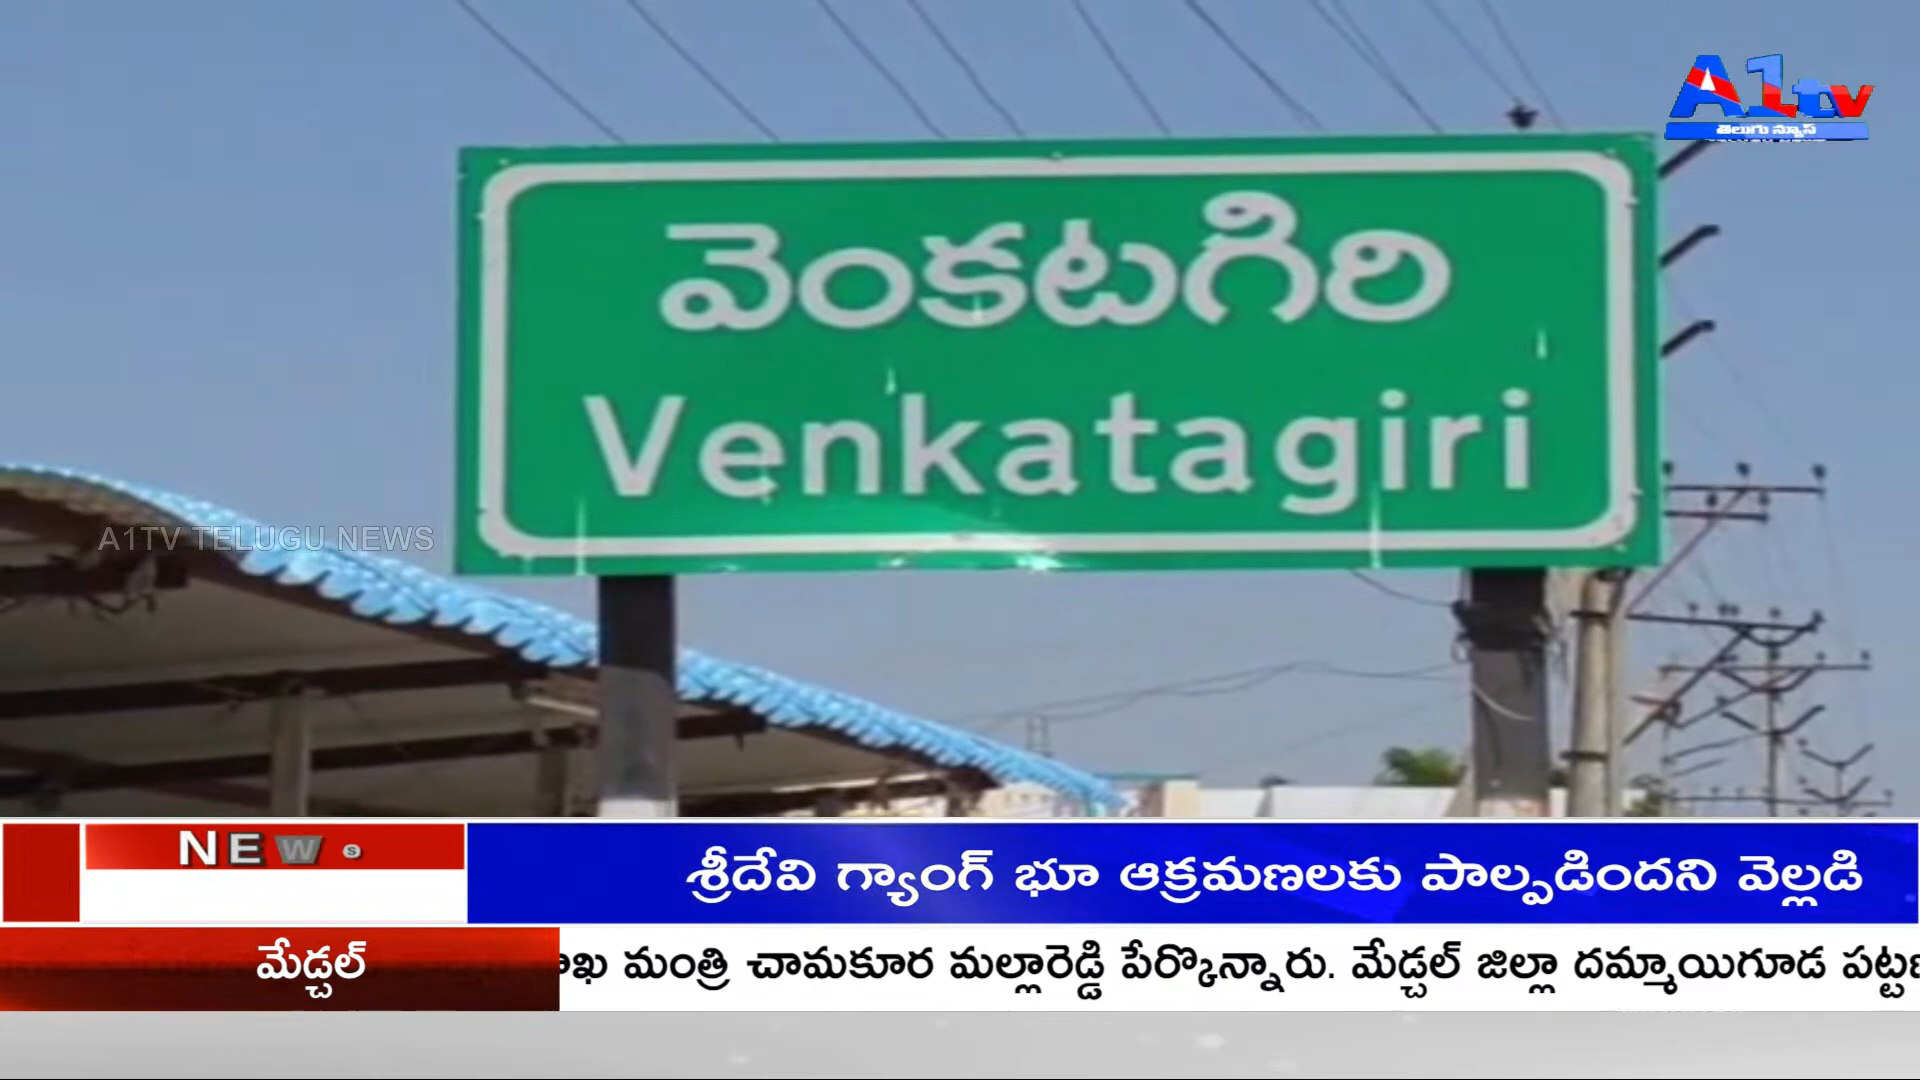 A1tv
తెలుగు న్యూస్
వెంకటగిరి
Venkatagiri
A1TV TELUGU NEWS
NEWS
శ్రీదేవి గ్యాంగ్ భూ ఆక్రమణలకు పాల్పడిందని వెల్లడి
మేడ్చల్
మంత్రి చామకూర మల్లారెడ్డి పేర్కొన్నారు. మేడ్చల్ జిల్లా దమ్మాయిగూడ